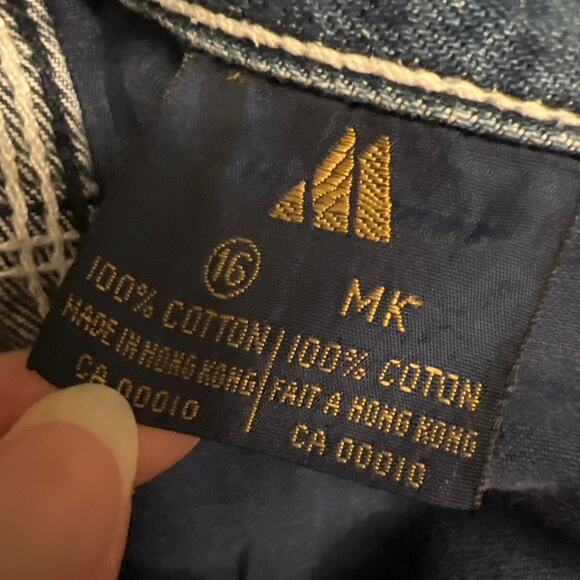 16 MK
100% COTTON 100% COTON
MADE IN HONG KONG FAIT A HONG KONG
CA 00010 CA 00010